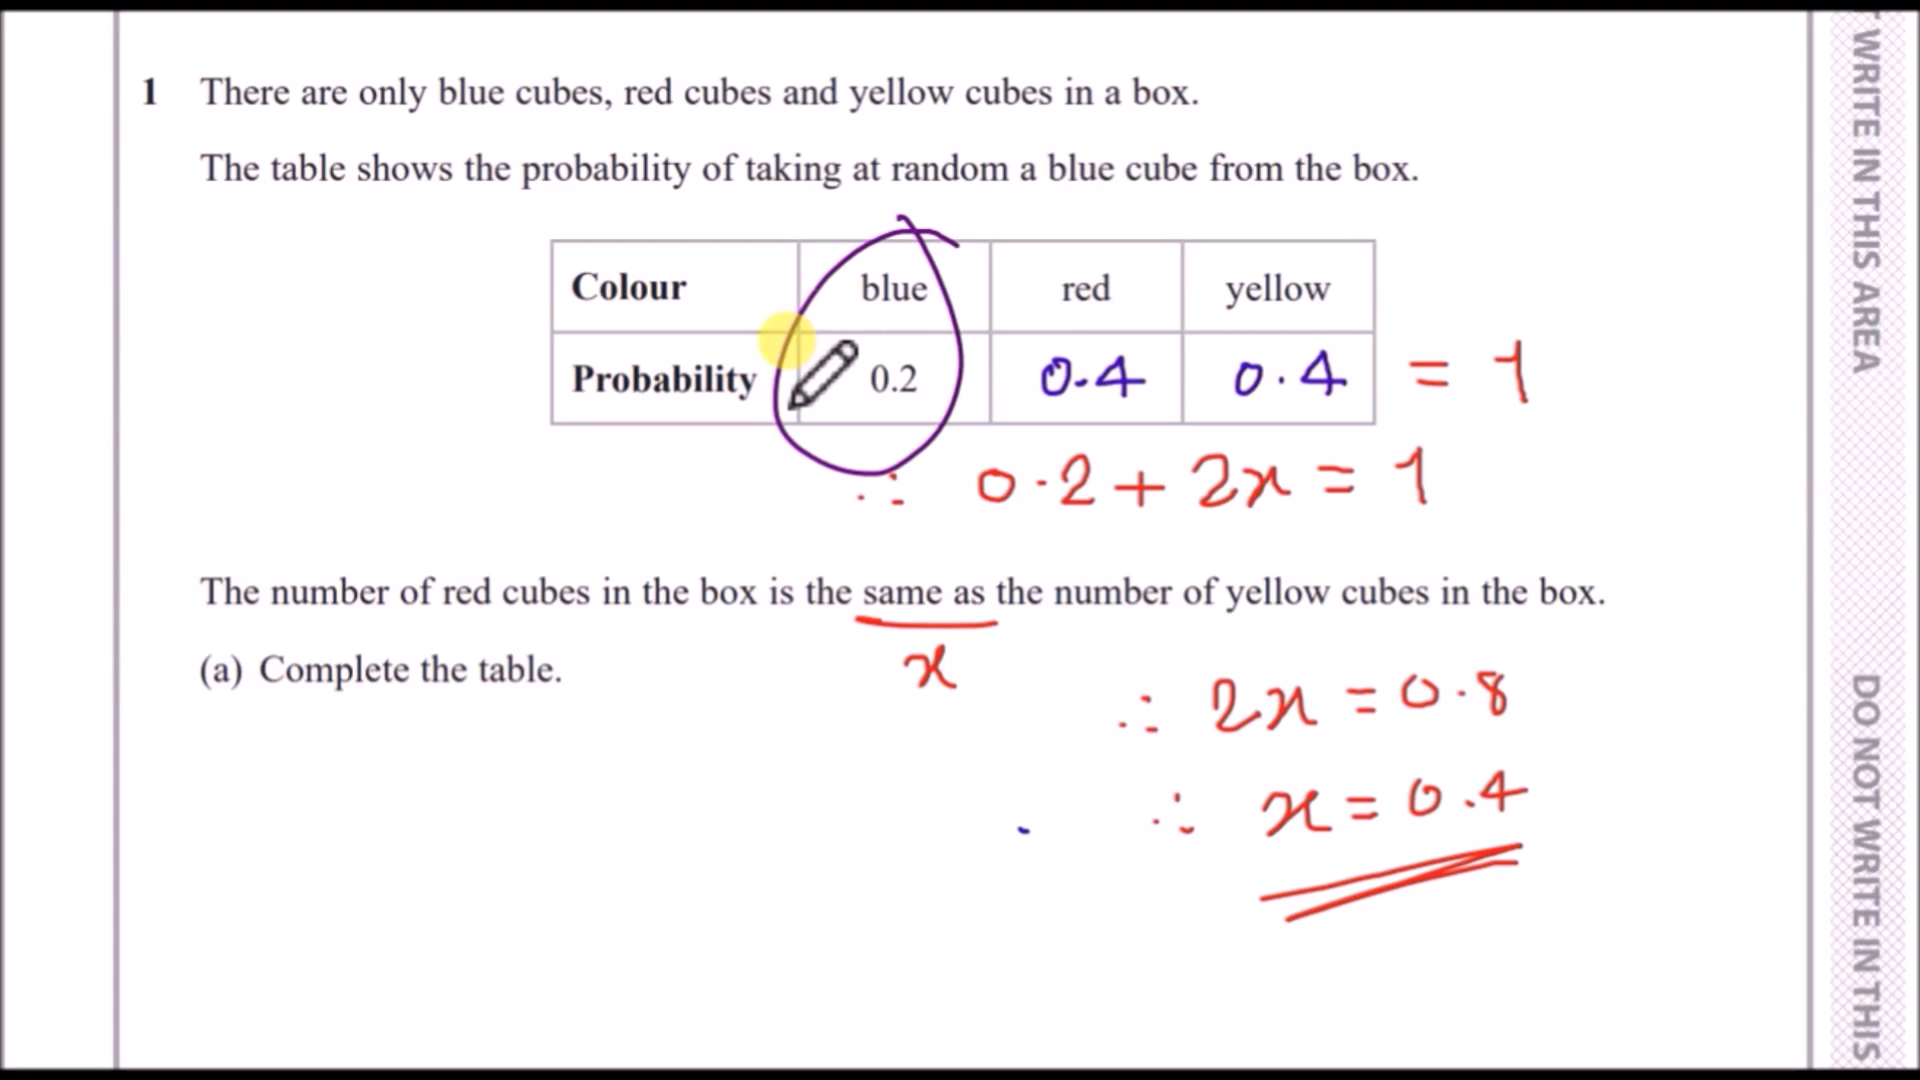 1 There are only blue cubes, red cubes and yellow cubes in a box.
The table shows the probability of taking at random a blue cube from the box.
Colour blue red yellow
Probability 0.2 0.4 0.4 = 1
∴ 0.2 + 2x = 1
The number of red cubes in the box is the same as the number of yellow cubes in the box.
x
(a) Complete the table.
∴ 2x = 0.8
∴ x = 0.4
WRITE IN THIS AREA
DO NOT WRITE IN THIS